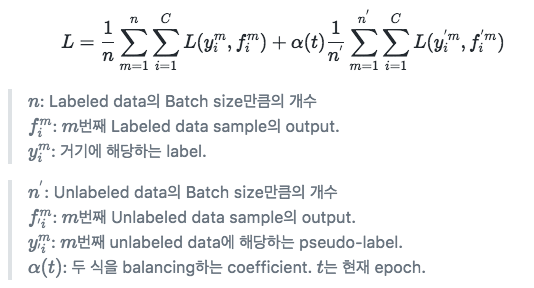 L = \frac{1}{n} \sum_{m=1}^{n} \sum_{i=1}^{C} L(y_i^m, f_i^m) + α(t) \frac{1}{n'} \sum_{m=1}^{n'} \sum_{i=1}^{C} L(y_i'^m, f_i'^m)
n: Labeled data의 Batch size만큼의 개수
f_i^m: m번째 Labeled data sample의 output.
y_i^m: 거기에 해당하는 label.
n': Unlabeled data의 Batch size만큼의 개수
f_i'^m: m번째 Unlabeled data sample의 output.
y_i'^m: m번째 unlabeled data에 해당하는 pseudo-label.
α(t): 두 식을 balancing하는 coefficient. t는 현재 epoch.